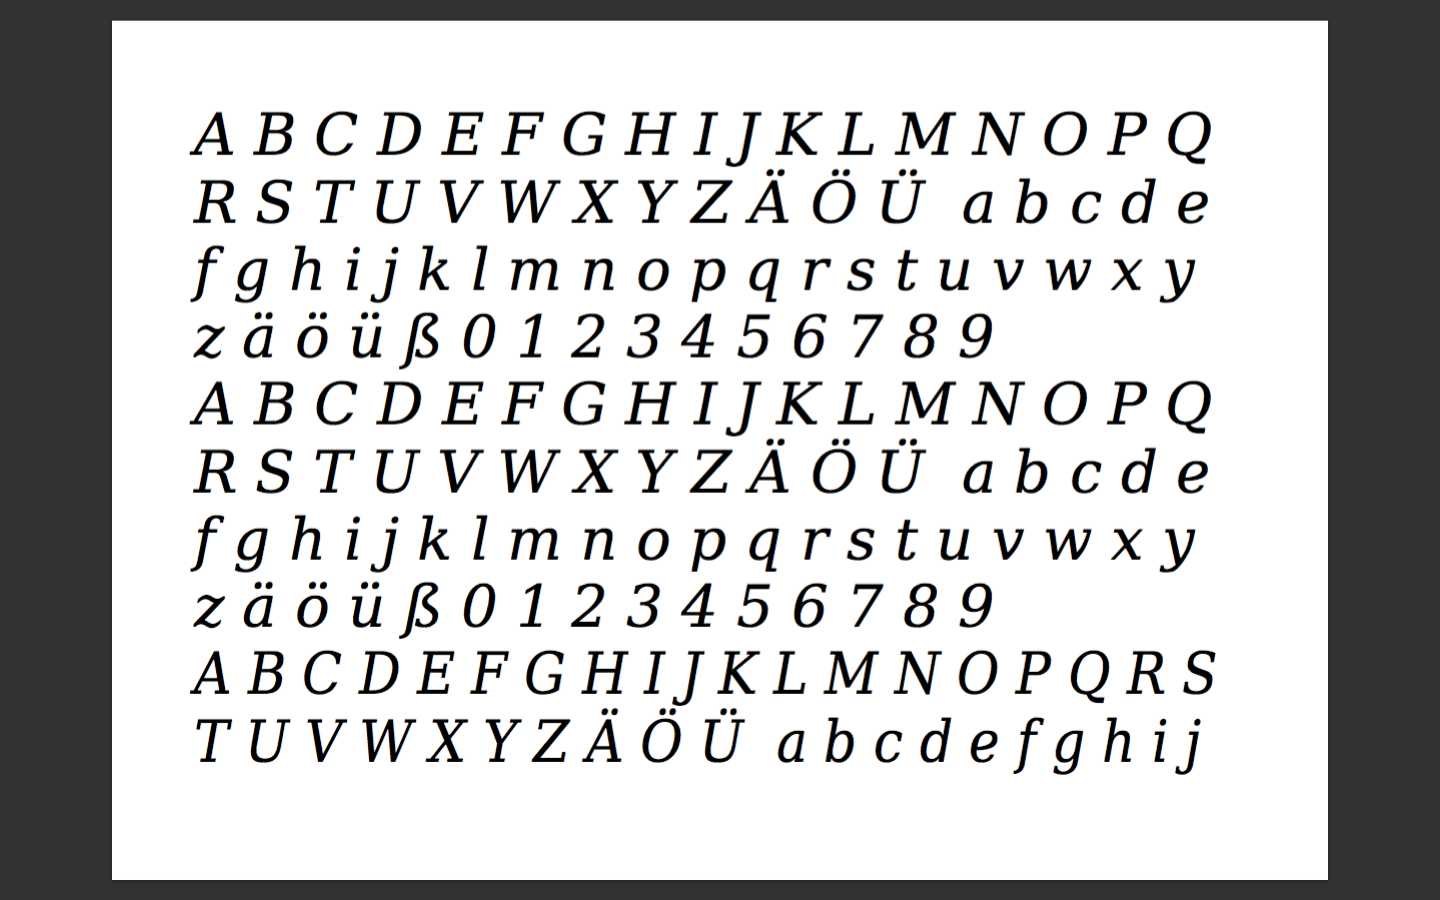 A B C D E F G H I J K L M N O P Q
R S T U V W X Y Z Ä Ö Ü a b c d e
f g h i j k l m n o p q r s t u v w x y
z ä ö ü ß 0 1 2 3 4 5 6 7 8 9
A B C D E F G H I J K L M N O P Q
R S T U V W X Y Z Ä Ö Ü a b c d e
f g h i j k l m n o p q r s t u v w x y
z ä ö ü ß 0 1 2 3 4 5 6 7 8 9
A B C D E F G H I J K L M N O P Q R S
T U V W X Y Z Ä Ö Ü a b c d e f g h i j